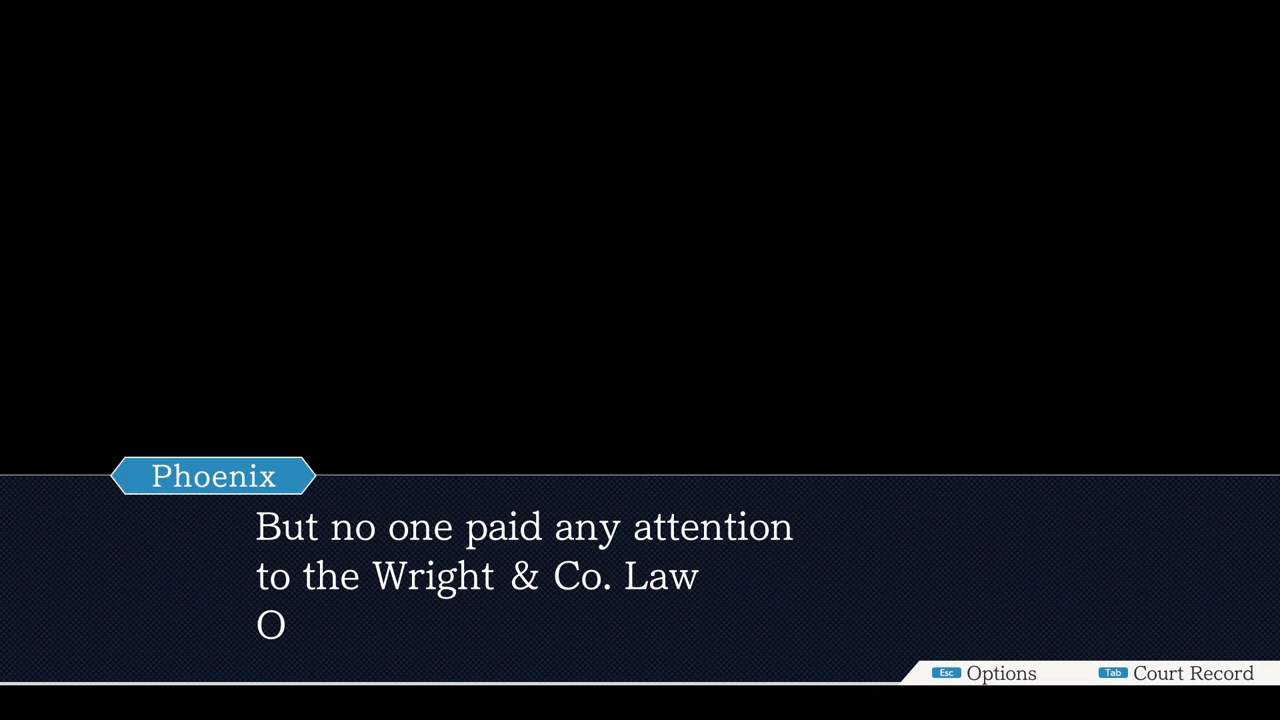 Phoenix
But no one paid any attention
to the Wright & Co. Law
O
Esc Options Tab Court Record